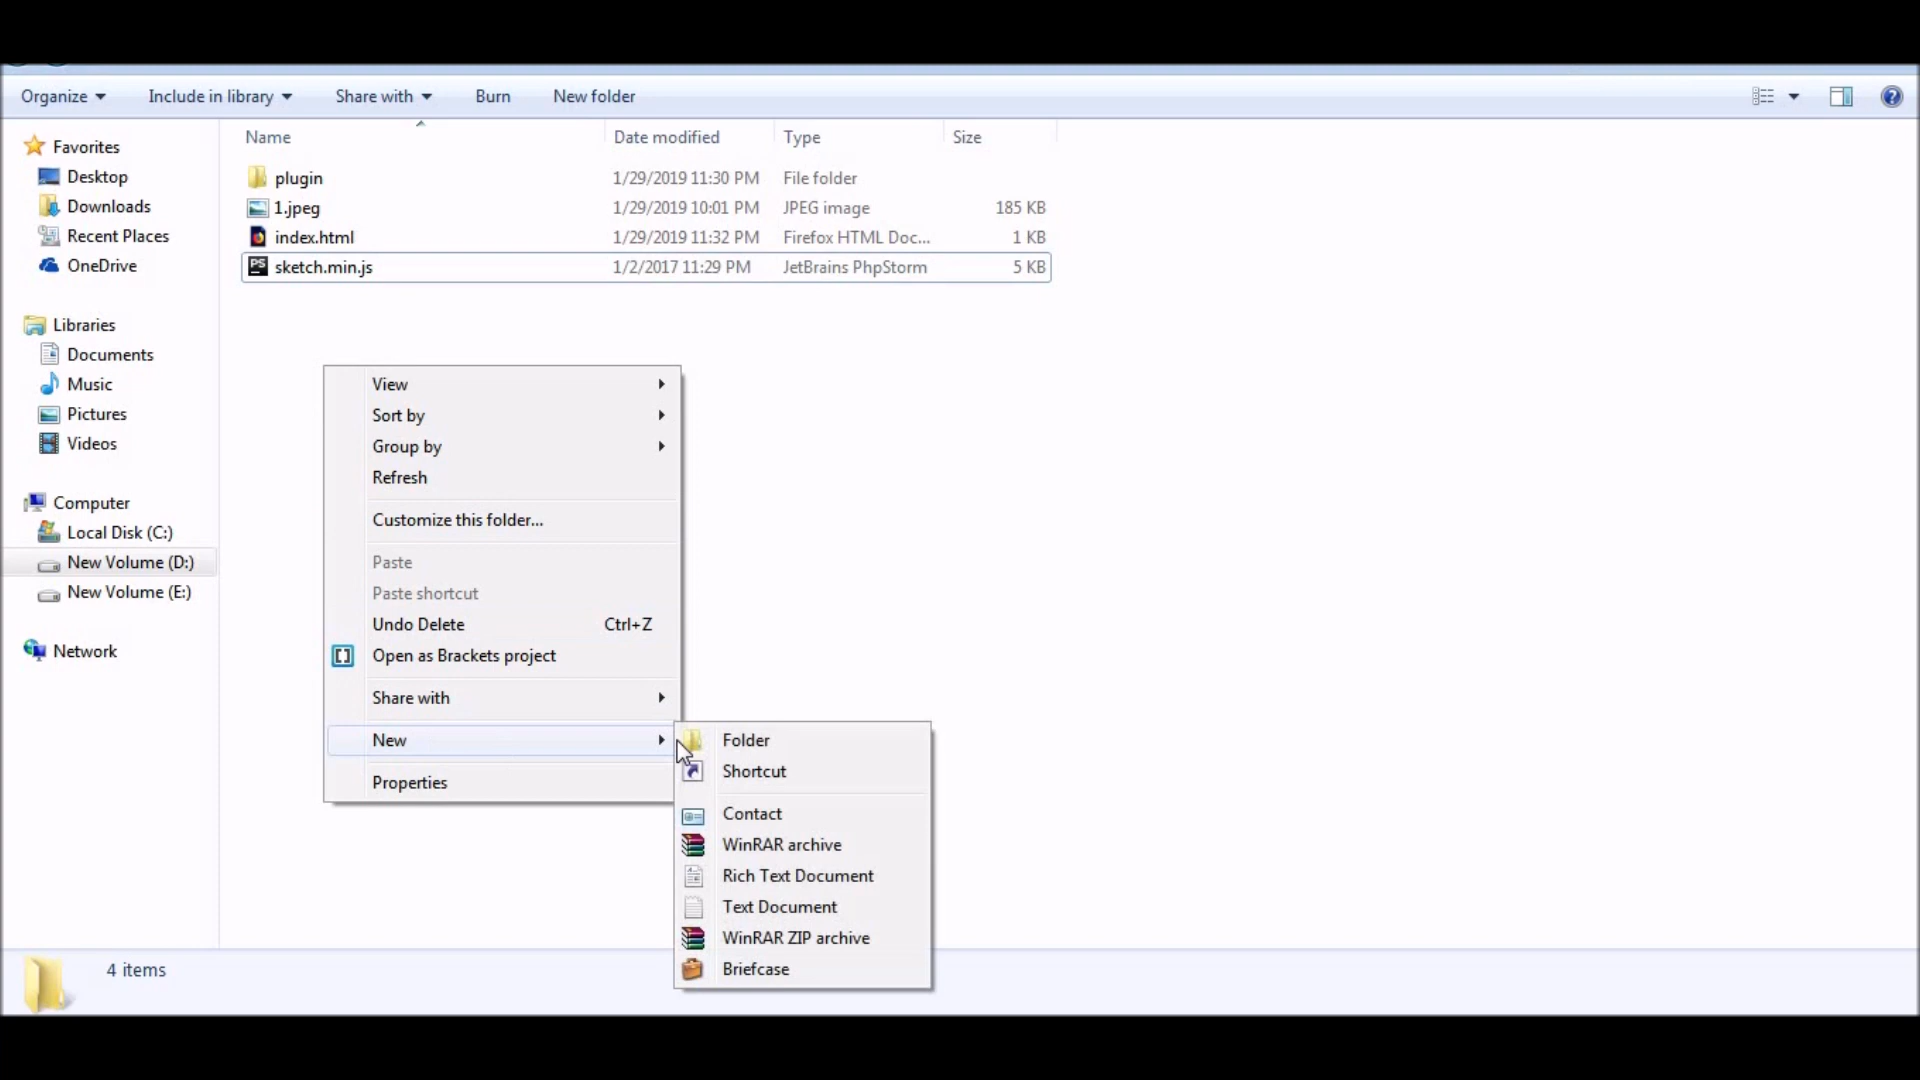 Organize Include in library Share with Burn New folder
Name Date modified Type Size
Favorites
Desktop
Downloads
Recent Places
OneDrive
Libraries
Documents
Music
Pictures
Videos
Computer
Local Disk (C:)
New Volume (D:)
New Volume (E:)
Network
plugin 1/29/2019 11:30 PM File folder
1.jpeg 1/29/2019 10:01 PM JPEG image 185 KB
index.html 1/29/2019 11:32 PM Firefox HTML Doc... 1 KB
PS sketch.min.js 1/2/2017 11:29 PM JetBrains PhpStorm 5 KB
View
Sort by
Group by
Refresh
Customize this folder...
Paste
Paste shortcut
Undo Delete Ctrl+Z
Open as Brackets project
Share with
New
Properties
Folder
Shortcut
Contact
WinRAR archive
Rich Text Document
Text Document
WinRAR ZIP archive
Briefcase
4 items